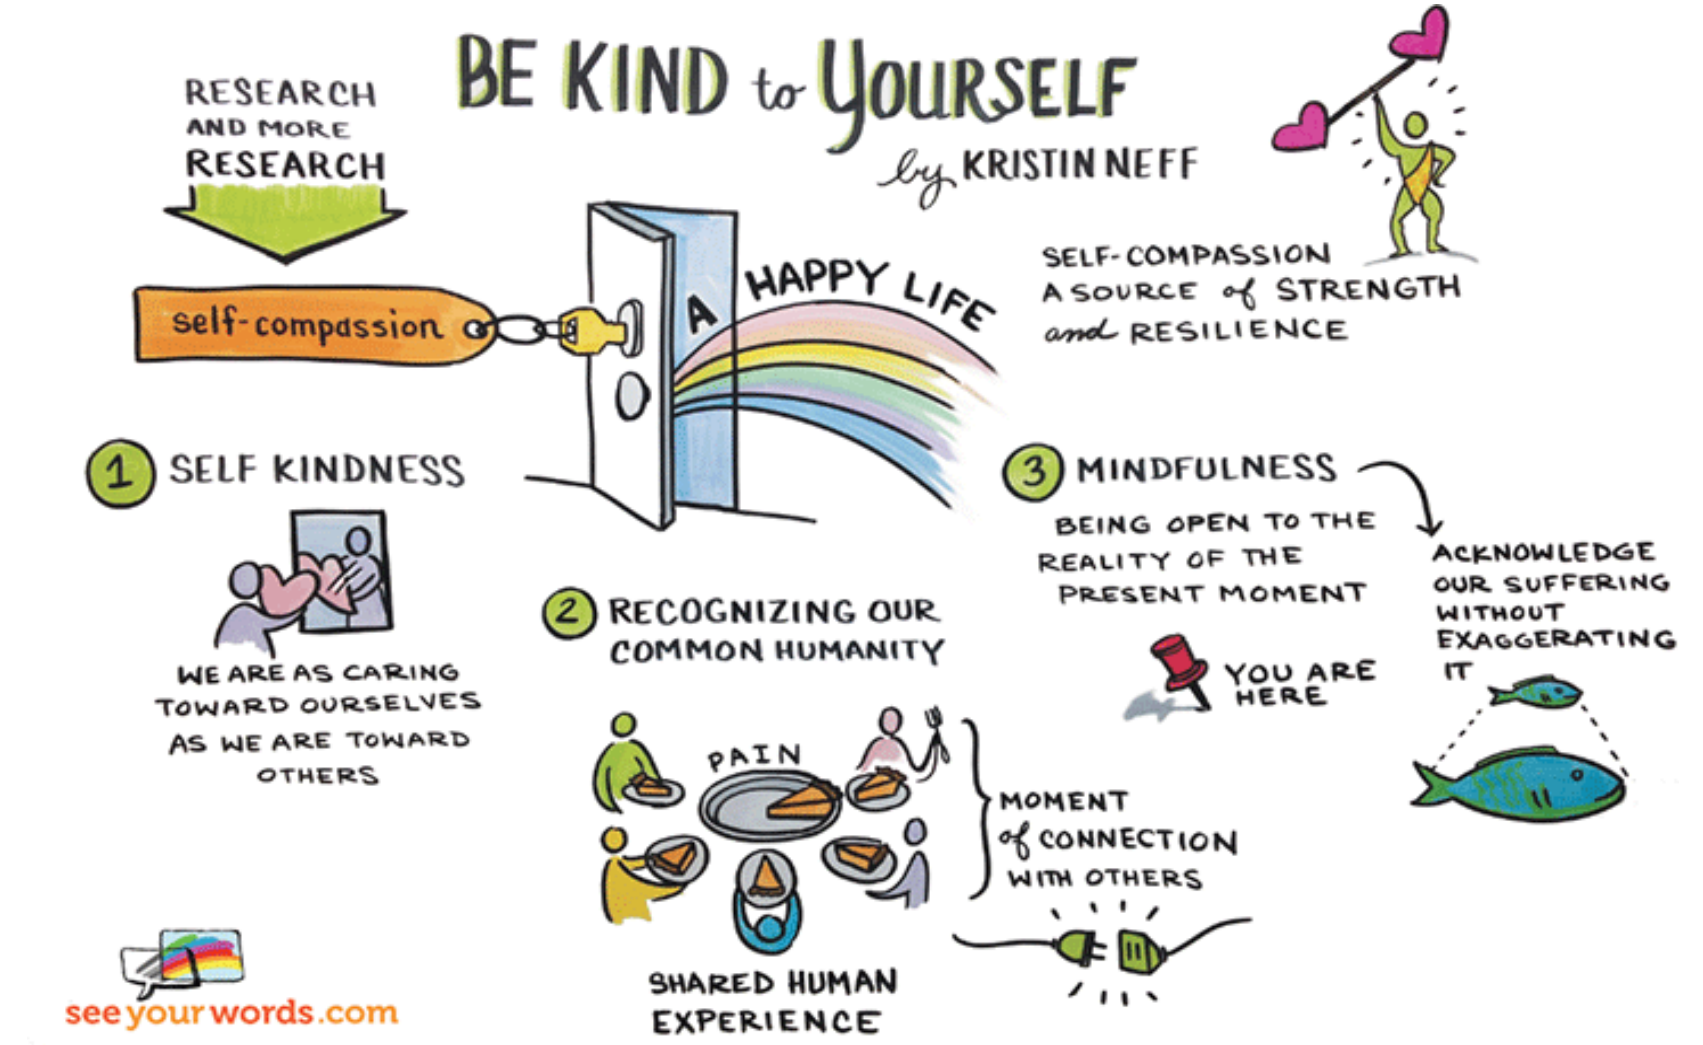 BE KIND to YOURSELF
by KRISTIN NEFF
RESEARCH
AND MORE
RESEARCH
self-compassion
A HAPPY LIFE
SELF-COMPASSION
A SOURCE of STRENGTH
and RESILIENCE
1 SELF KINDNESS
WE ARE AS CARING
TOWARD OURSELVES
AS WE ARE TOWARD
OTHERS
2 RECOGNIZING OUR
COMMON HUMANITY
PAIN
MOMENT
of CONNECTION
WITH OTHERS
SHARED HUMAN
EXPERIENCE
3 MINDFULNESS
BEING OPEN TO THE
REALITY OF THE
PRESENT MOMENT
YOU ARE
HERE
ACKNOWLEDGE
OUR SUFFERING
WITHOUT
EXAGGERATING
IT
seeyourwords.com